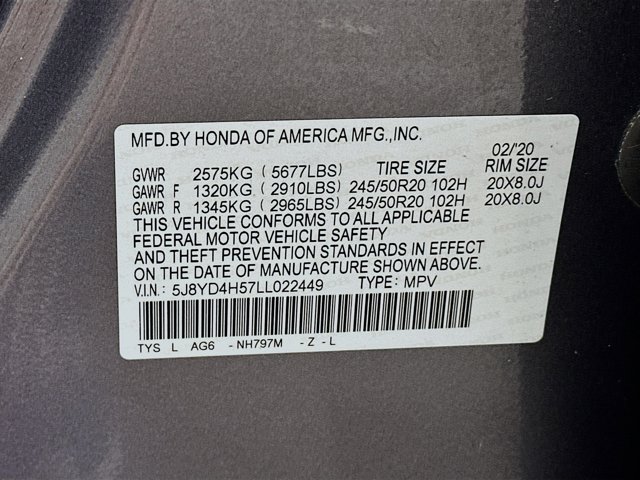 MFD.BY HONDA OF AMERICA MFG.,INC.
02/'20
GVWR 2575KG ( 5677LBS) TIRE SIZE RIM SIZE
GAWR F 1320KG ( 2910LBS) 245/50R20 102H 20X8.0J
GAWR R 1345KG ( 2965LBS) 245/50R20 102H 20X8.0J
THIS VEHICLE CONFORMS TO ALL APPLICABLE
FEDERAL MOTOR VEHICLE SAFETY
AND THEFT PREVENTION STANDARDS IN EFFECT
ON THE DATE OF MANUFACTURE SHOWN ABOVE.
V.I.N.: 5J8YD4H57LL022449 TYPE: MPV
TYS L AG6 - NH797M - Z - L